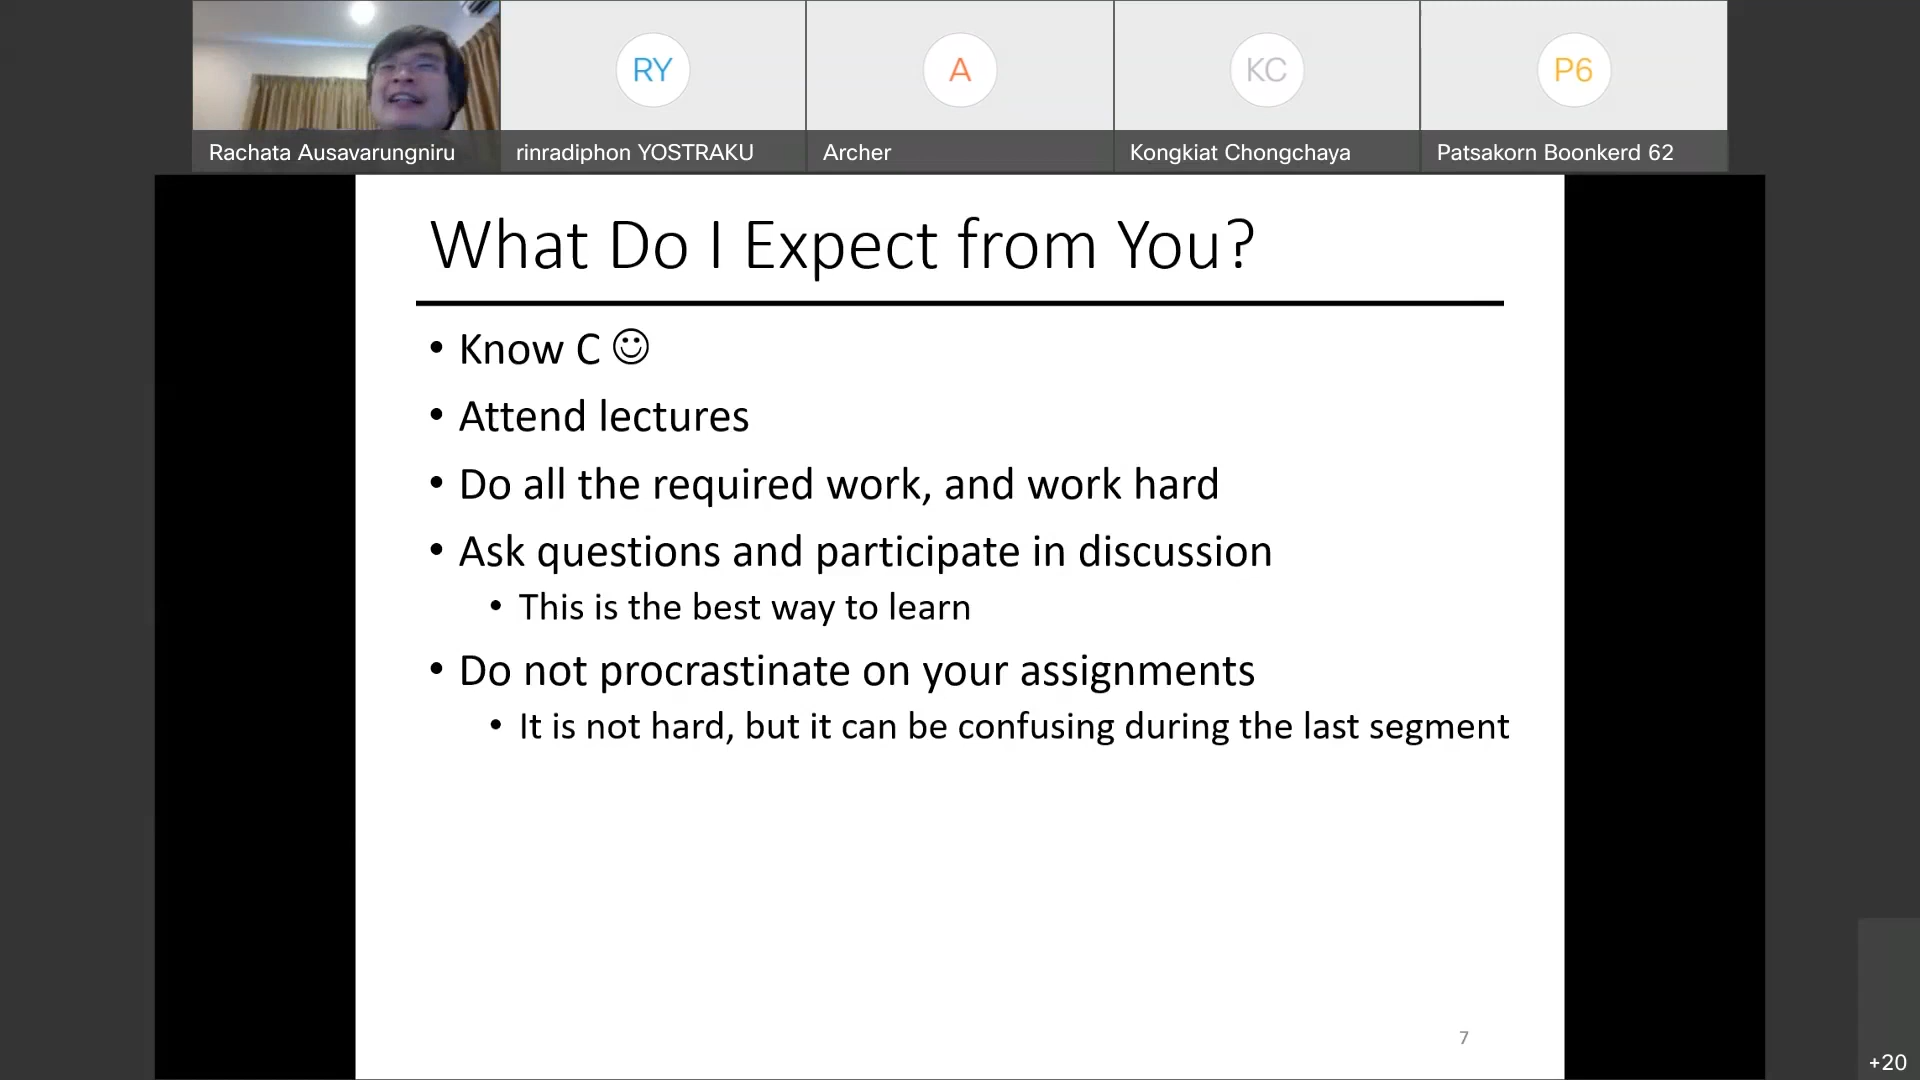 RY
A
KC
P6
Rachata Ausavarungniru
rinradiphon YOSTRAKU
Archer
Kongkiat Chongchaya
Patsakorn Boonkerd 62
What Do I Expect from You?
• Know C ☺
• Attend lectures
• Do all the required work, and work hard
• Ask questions and participate in discussion
• This is the best way to learn
• Do not procrastinate on your assignments
• It is not hard, but it can be confusing during the last segment
7
+20